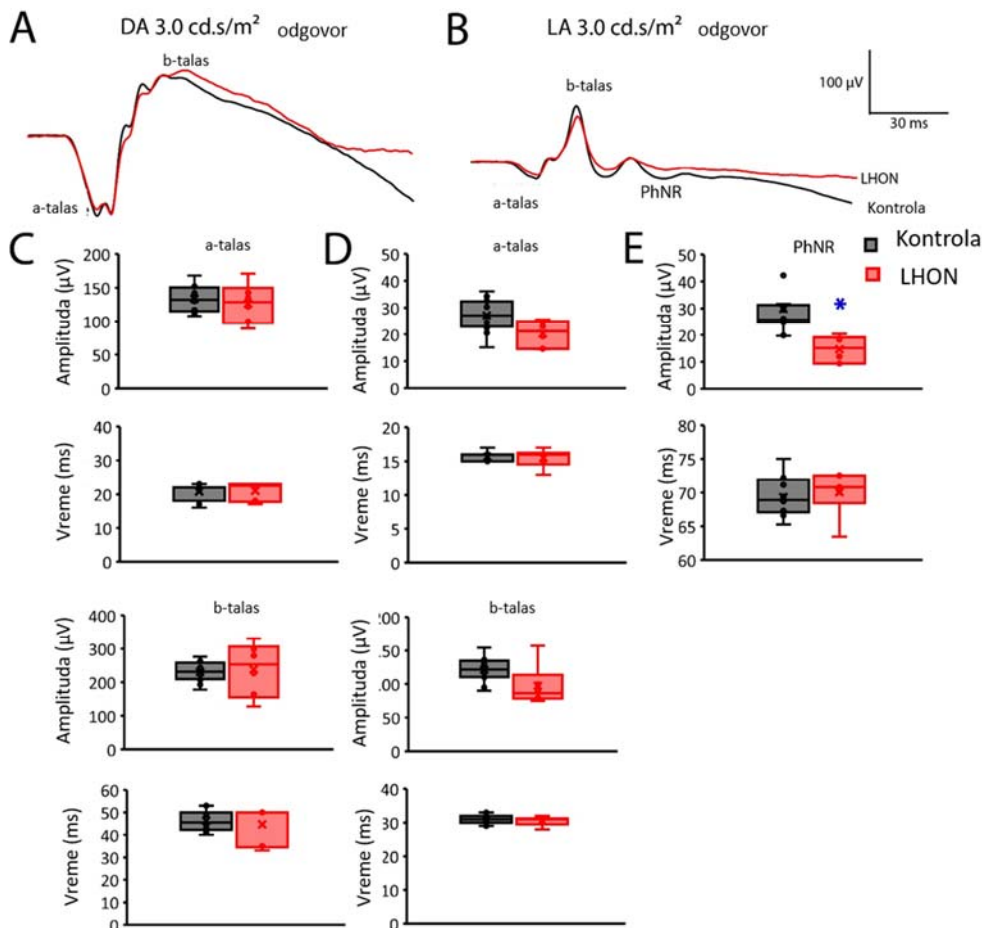 A
DA 3.0 cd.s/m² odgovor
b-talas
a-talas
B
LA 3.0 cd.s/m² odgovor
b-talas
a-talas
PhNR
LHON
Kontrola
100 µV
30 ms
C
a-talas
Amplituda (µV)
200
150
100
50
0
Vreme (ms)
40
30
20
10
0
b-talas
Amplituda (µV)
400
300
200
100
0
Vreme (ms)
60
50
40
30
20
10
0
D
a-talas
Amplituda (µV)
50
40
30
20
10
0
Vreme (ms)
20
15
10
5
0
b-talas
Amplituda (µV)
50
0
Vreme (ms)
40
30
20
10
0
E
PhNR
Kontrola
LHON
Amplituda (µV)
50
40
30
20
10
0
*
Vreme (ms)
80
75
70
65
60